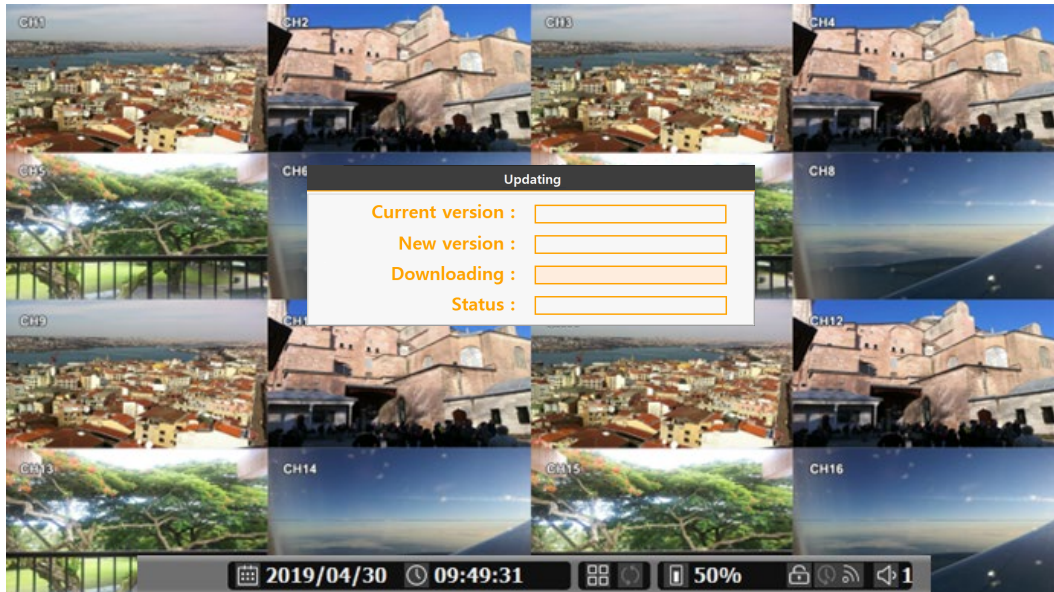 CH1
CH2
CH3
CH4
CH5
CH6
CH8
Updating
Current version :
New version :
Downloading :
Status :
CH9
CH1
CH12
CH13
CH14
CH15
CH16
2019/04/30
09:49:31
50%
1